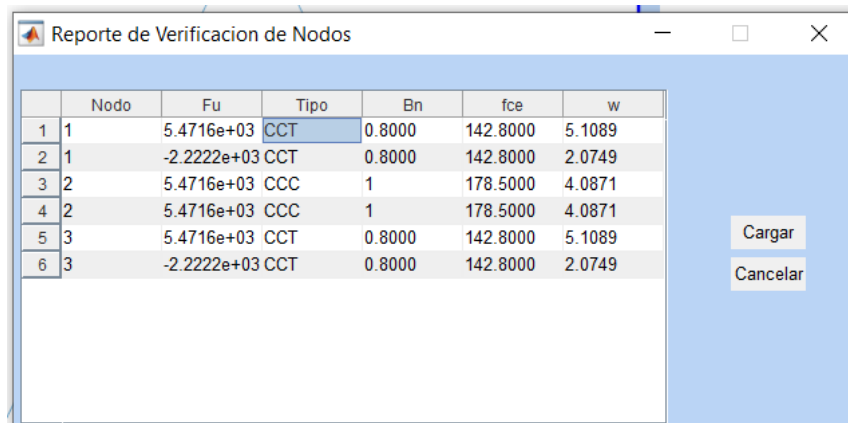 Reporte de Verificacion de Nodos
Nodo Fu Tipo Bn fce w
1 1 5.4716e+03 CCT 0.8000 142.8000 5.1089
2 1 -2.2222e+03 CCT 0.8000 142.8000 2.0749
3 2 5.4716e+03 CCC 1 178.5000 4.0871
4 2 5.4716e+03 CCC 1 178.5000 4.0871
5 3 5.4716e+03 CCT 0.8000 142.8000 5.1089
6 3 -2.2222e+03 CCT 0.8000 142.8000 2.0749
Cargar
Cancelar